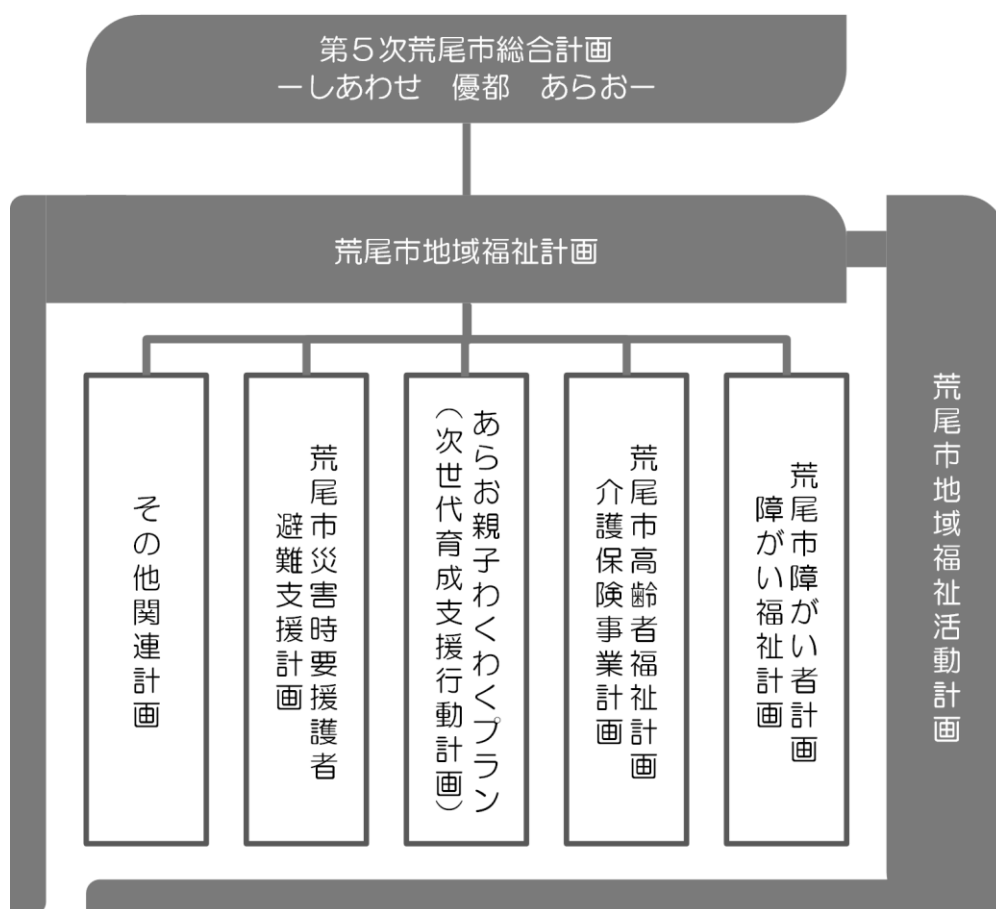 第５次荒尾市総合計画
ーしあわせ　優都　あらおー
荒尾市地域福祉計画
荒尾市地域福祉活動計画
荒尾市障がい者計画
障がい福祉計画
荒尾市高齢者福祉計画
介護保険事業計画
あらお親子わくわくプラン
（次世代育成支援行動計画）
荒尾市災害時要援護者
避難支援計画
その他関連計画